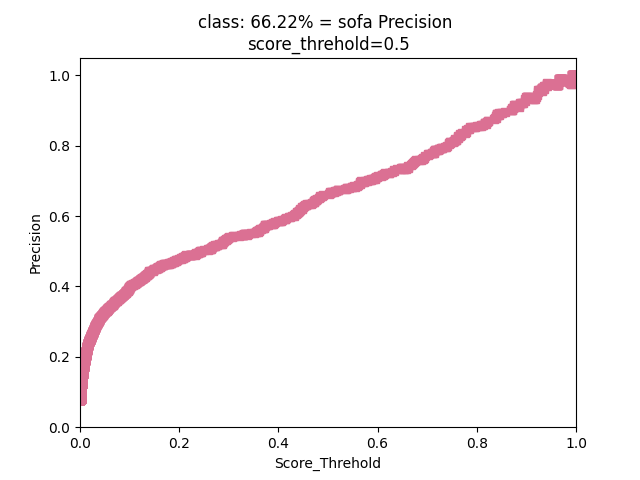 class: 66.22% = sofa Precision
score_threhold=0.5
1.0
0.8
0.6
0.4
0.2
0.0
Precision
0.0 0.2 0.4 0.6 0.8 1.0
Score_Threhold